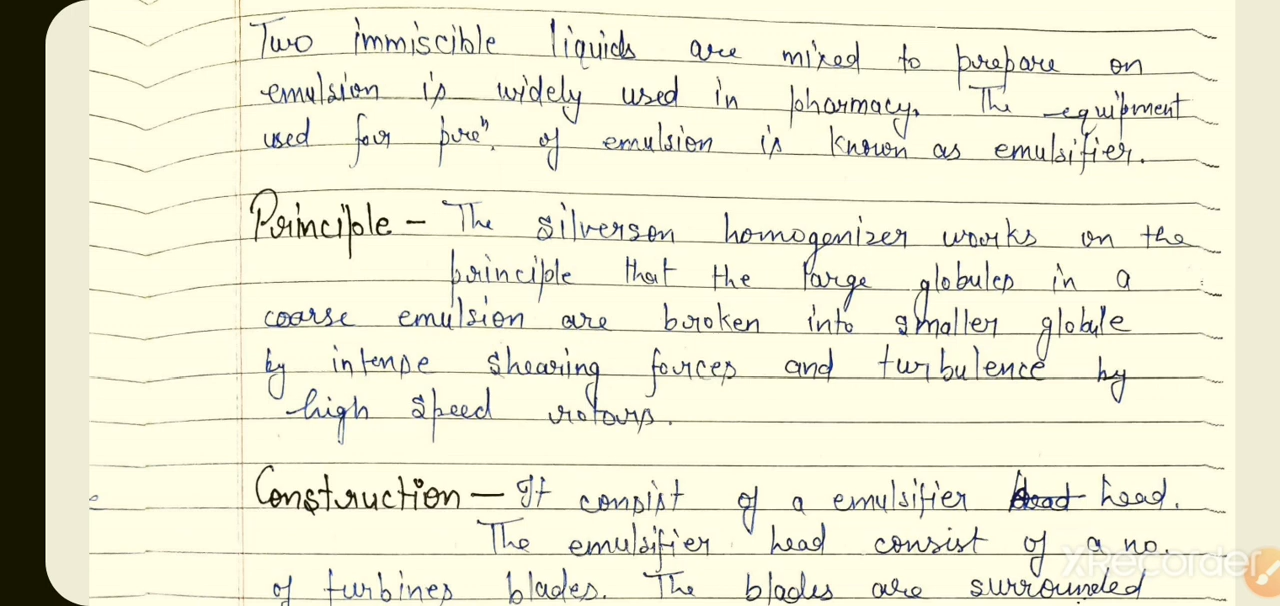 Two immiscible liquids are mixed to prepare on
emulsion is widely used in pharmacy. The equipment
used for preⁿ. of emulsion is known as emulsifier.
Principle – The silverson homogenizer works on the
principle that the large globules in a
coarse emulsion are broken into smaller globule
by intense shearing forces and turbulence by
high speed rotors.
Construction – It consist of a emulsifier head.
The emulsifier head consist of a no.
of turbines blades. The blades are surrounded
XRecorder